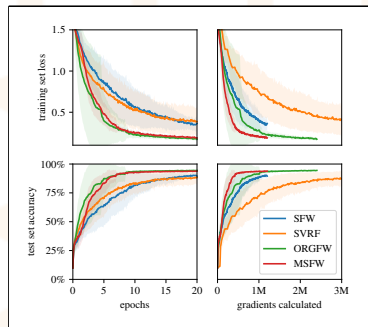 1.5
1.0
0.5
training set loss
100%
75%
50%
25%
0%
test set accuracy
0 5 10 15 20
epochs
0 1M 2M 3M
gradients calculated
SFW
SVRF
ORGFW
MSFW